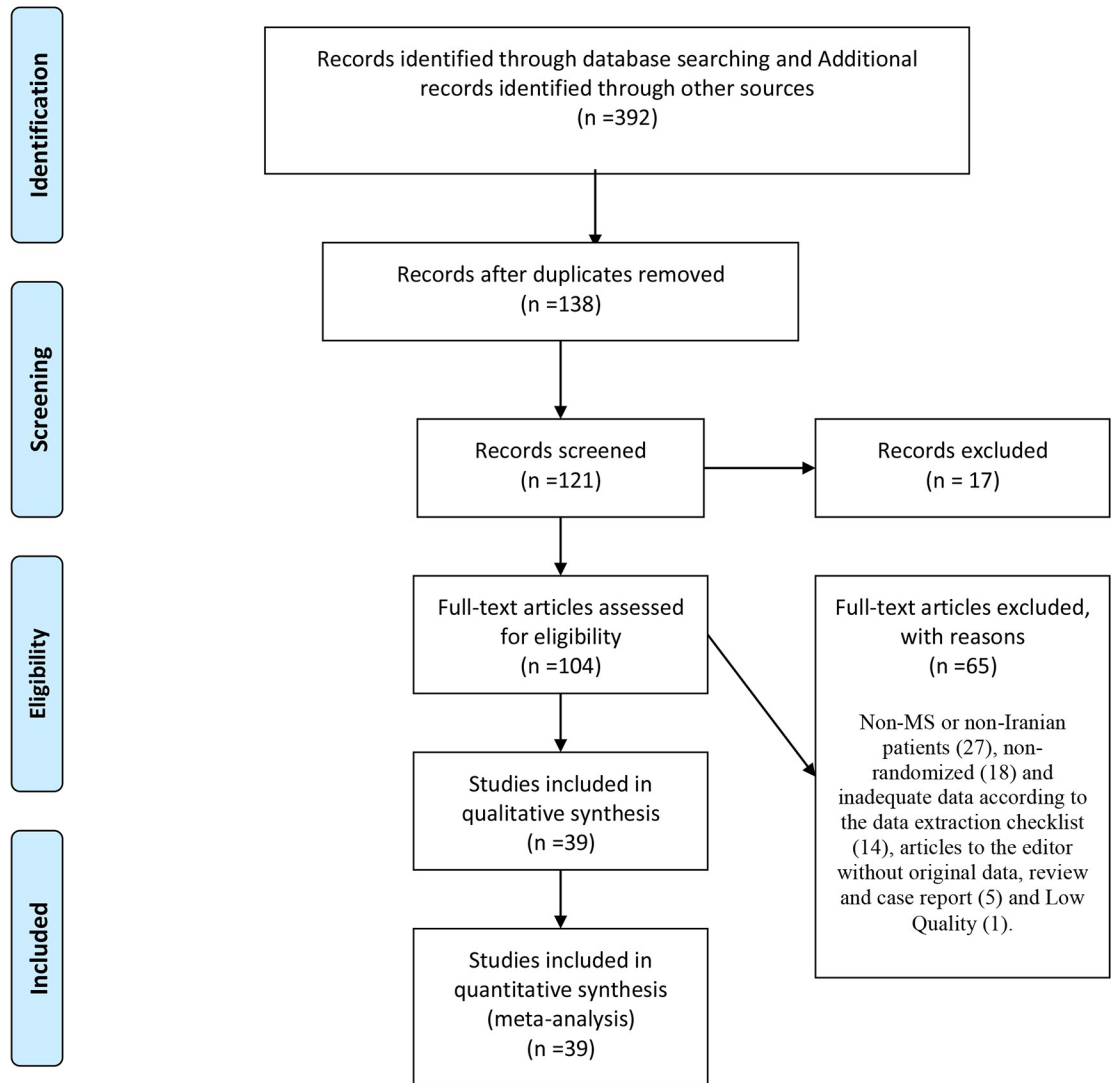 Identification
Records identified through database searching and Additional
records identified through other sources
(n =392)
Records after duplicates removed
(n =138)
Screening
Records screened
(n =121)
Records excluded
(n = 17)
Eligibility
Full-text articles assessed
for eligibility
(n =104)
Full-text articles excluded,
with reasons
(n =65)
Non-MS or non-Iranian
patients (27), non-
randomized (18) and
inadequate data according to
the data extraction checklist
(14), articles to the editor
without original data, review
and case report (5) and Low
Quality (1).
Studies included in
qualitative synthesis
(n =39)
Included
Studies included in
quantitative synthesis
(meta-analysis)
(n =39)